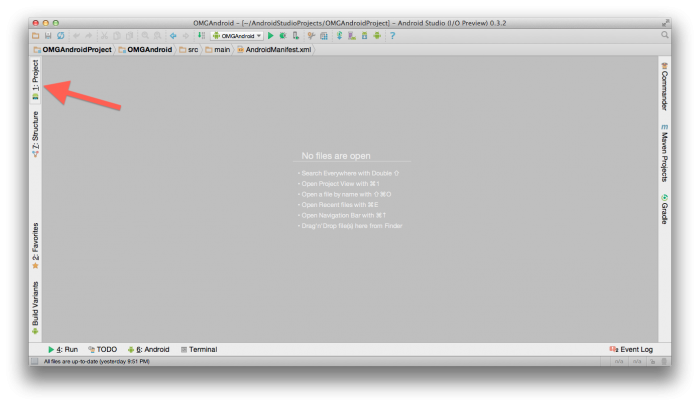 OMGAndroid - [~/AndroidStudioProjects/OMGAndroidProject] - Android Studio (I/O Preview) 0.3.2
OMGAndroid
?
OMGAndroidProject
OMGAndroid
src
main
AndroidManifest.xml
1: Project
7: Structure
2: Favorites
Build Variants
Commander
m
Maven Projects
Gradle
No files are open
• Search Everywhere with Double ⇧
• Open Project View with ⌘1
• Open a file by name with ⇧⌘O
• Open Recent files with ⌘E
• Open Navigation Bar with ⌘↑
• Drag'n'Drop file(s) here from Finder
4: Run
TODO
6: Android
Terminal
Event Log
All files are up-to-date (yesterday 9:51 PM)
n/a
n/a